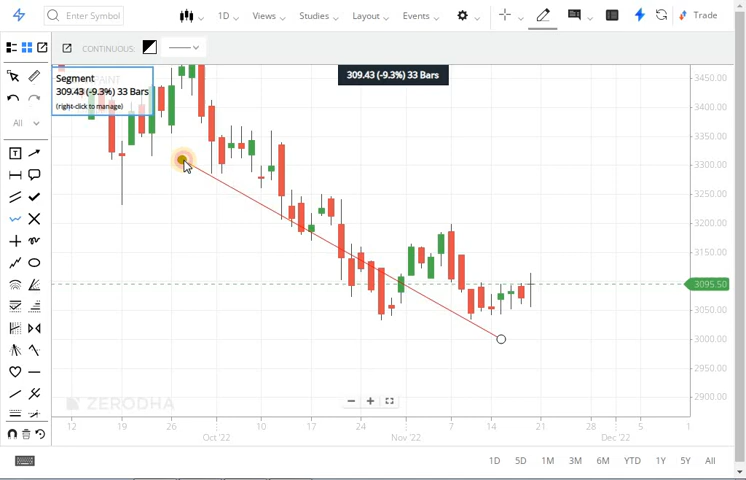 Enter Symbol
1D
Views
Studies
Layout
Events
Trade
CONTINUOUS:
Segment
309.43 (-9.3%) 33 Bars
(right-click to manage)
309.43 (-9.3%) 33 Bars
All
T
3450.00
3400.00
3350.00
3300.00
3250.00
3200.00
3150.00
3095.50
3050.00
3000.00
2950.00
2900.00
ZERODHA
12 19 26 10 17 24 7 14 21 28 5 1
Oct '22 Nov '22 Dec '22
1D 5D 1M 3M 6M YTD 1Y 5Y All